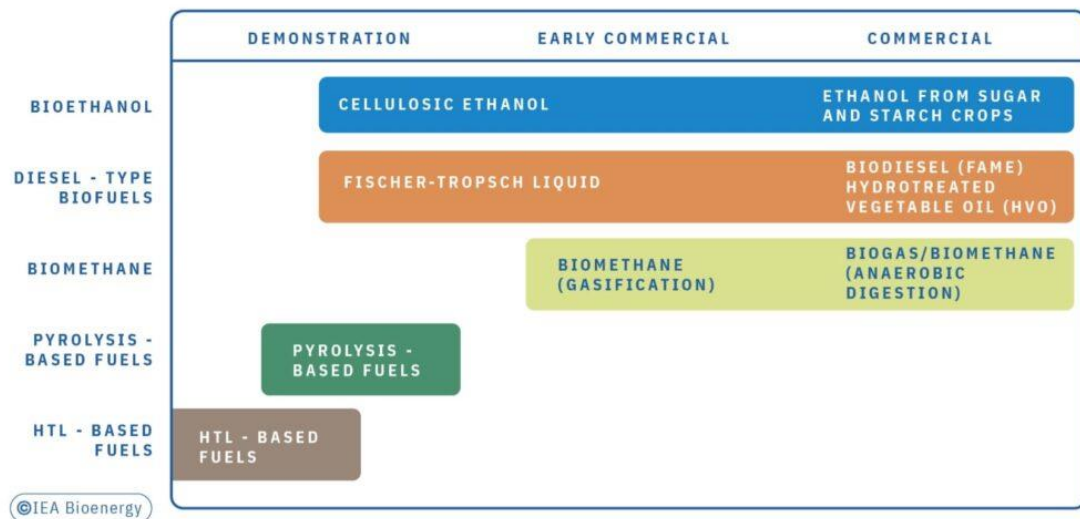 DEMONSTRATION EARLY COMMERCIAL COMMERCIAL
BIOETHANOL
CELLULOSIC ETHANOL
ETHANOL FROM SUGAR
AND STARCH CROPS
DIESEL - TYPE
BIOFUELS
FISCHER-TROPSCH LIQUID
BIODIESEL (FAME)
HYDROTREATED
VEGETABLE OIL (HVO)
BIOMETHANE
BIOMETHANE
(GASIFICATION)
BIOGAS/BIOMETHANE
(ANAEROBIC
DIGESTION)
PYROLYSIS -
BASED FUELS
PYROLYSIS -
BASED FUELS
HTL - BASED
FUELS
HTL - BASED
FUELS
©IEA Bioenergy